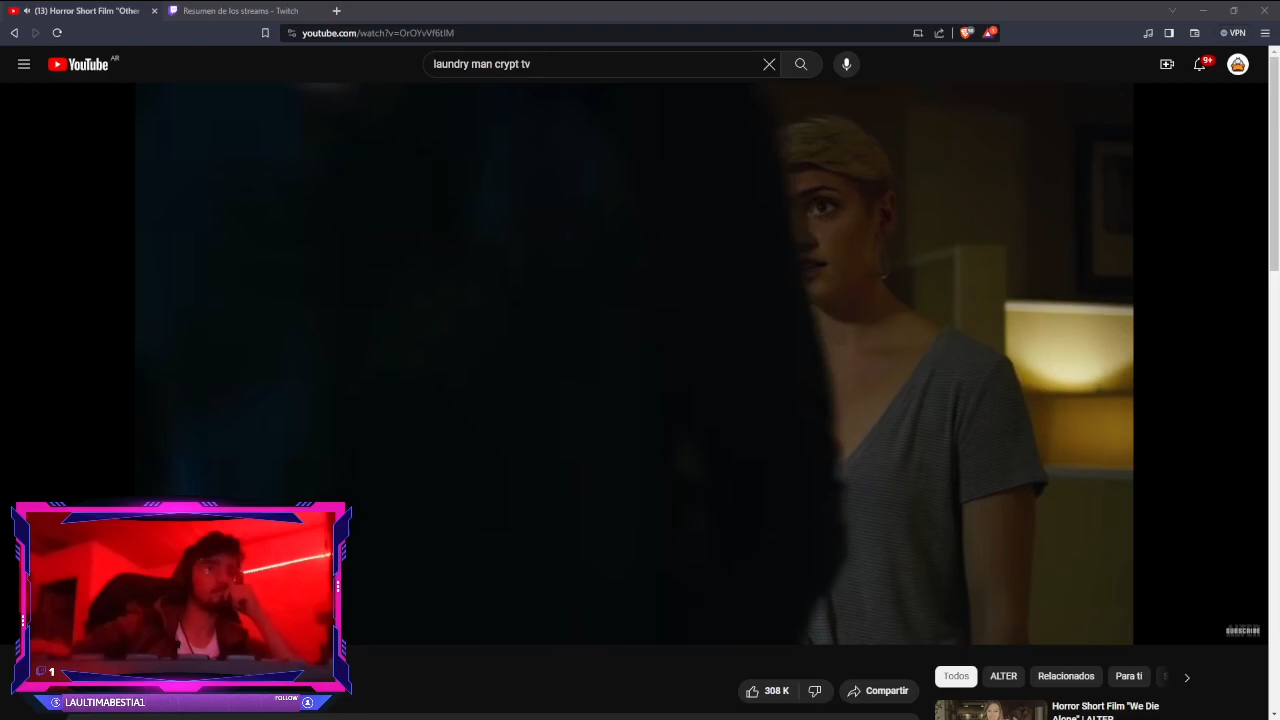 (13) Horror Short Film "Other
Resumen de los streams - Twitch
youtube.com/watch?v=OrOYvVf6tIM
VPN
YouTube AR
laundry man crypt tv
9+
SUBSCRIBE
1
LAULTIMABESTIA1
FOLLOW
308 K
Compartir
Todos
ALTER
Relacionados
Para ti
Horror Short Film "We Die
Alone" | ALTER